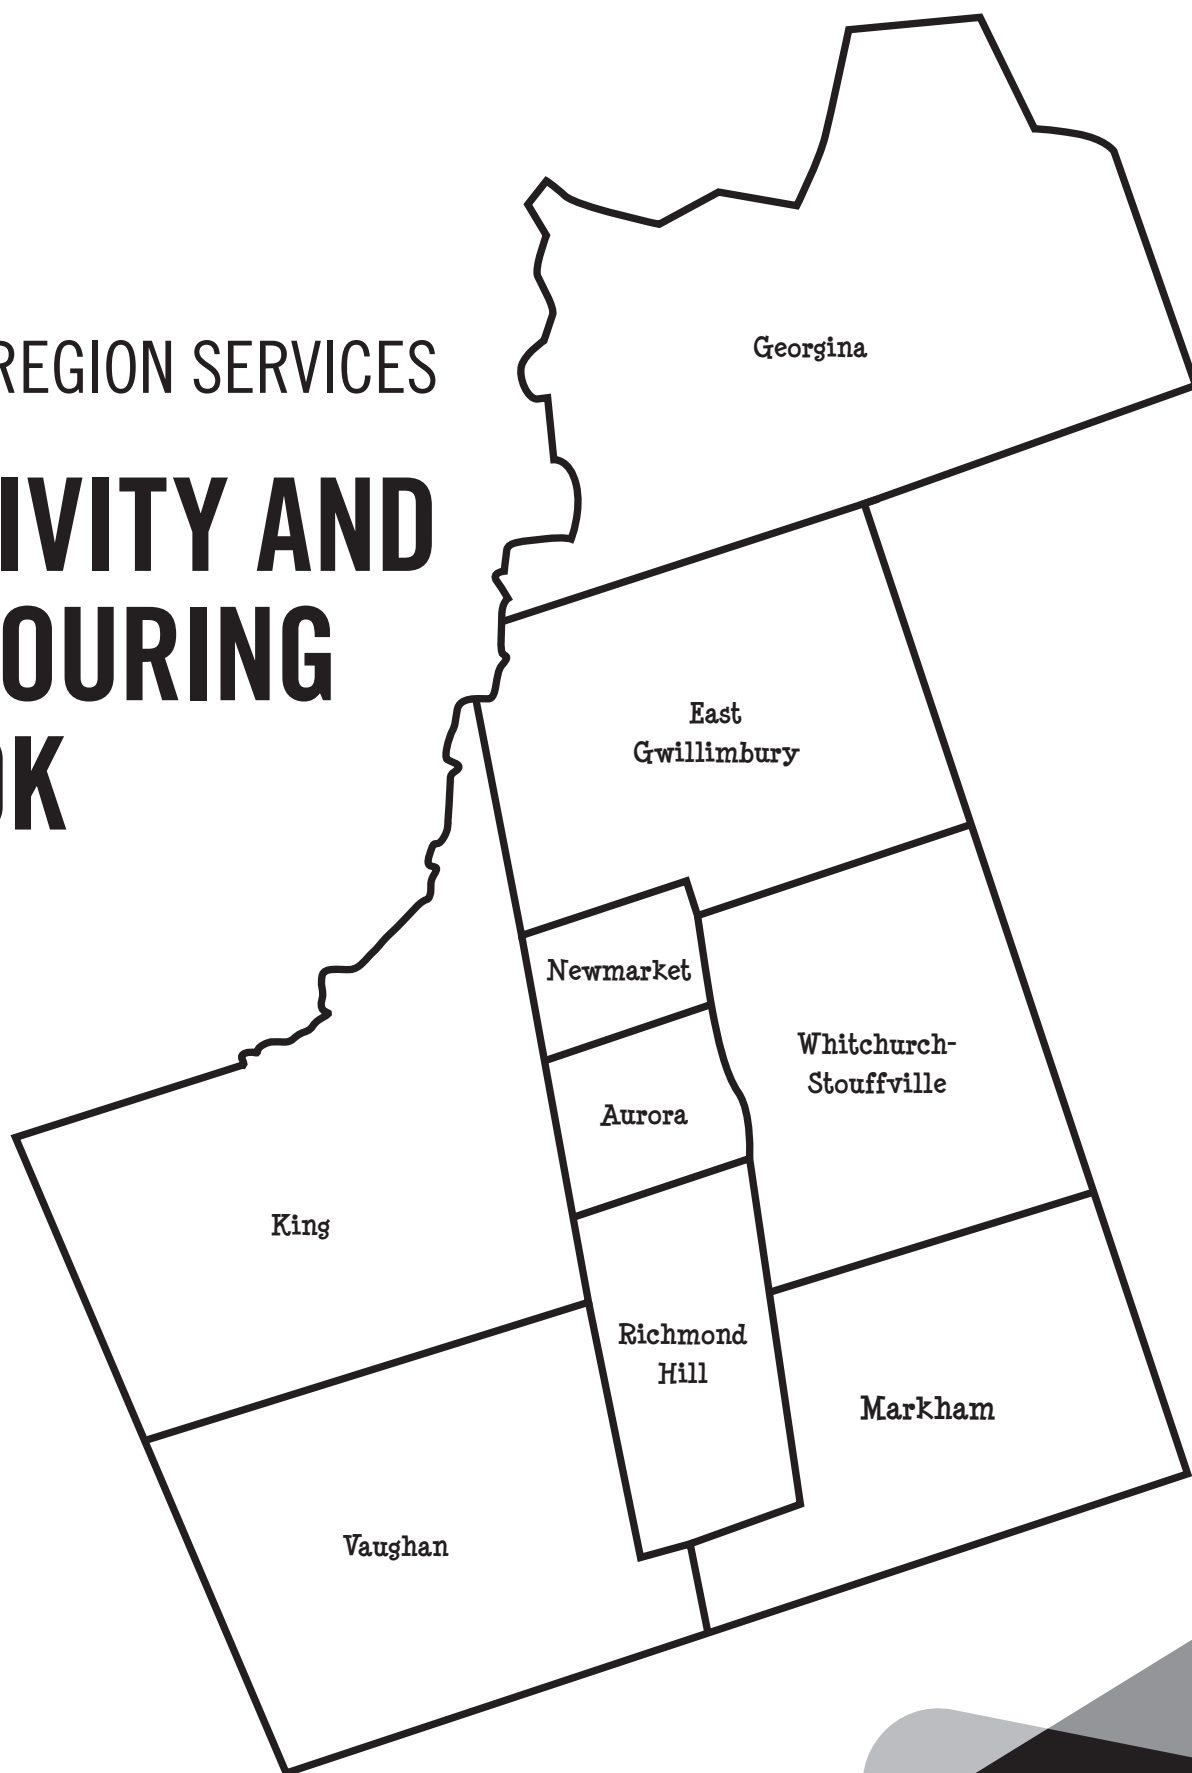 REGION SERVICES
IVITY AND
OURING
OK
Georgina
East
Gwillimbury
Newmarket
Whitchurch-
Stouffville
Aurora
King
Richmond
Hill
Markham
Vaughan